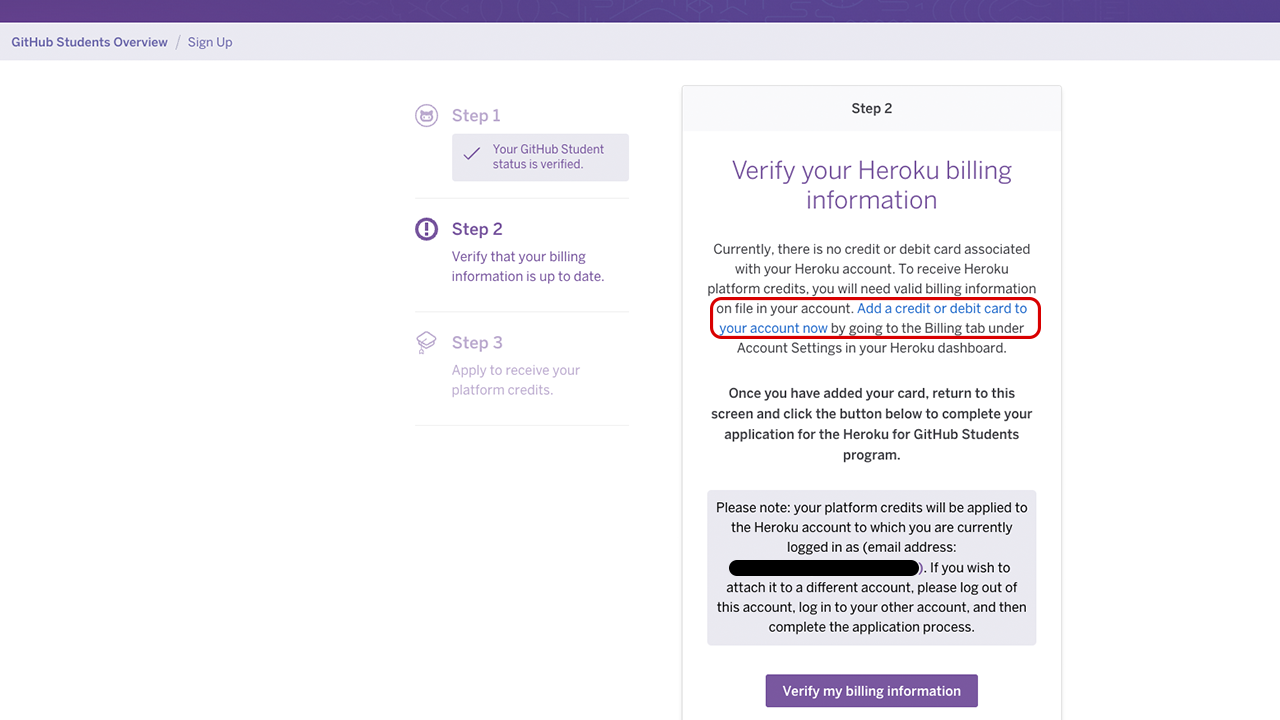 GitHub Students Overview / Sign Up
Step 1
Your GitHub Student
status is verified.
Step 2
Verify that your billing
information is up to date.
Step 3
Apply to receive your
platform credits.
Step 2
Verify your Heroku billing
information
Currently, there is no credit or debit card associated
with your Heroku account. To receive Heroku
platform credits, you will need valid billing information
on file in your account. Add a credit or debit card to
your account now by going to the Billing tab under
Account Settings in your Heroku dashboard.
Once you have added your card, return to this
screen and click the button below to complete your
application for the Heroku for GitHub Students
program.
Please note: your platform credits will be applied to
the Heroku account to which you are currently
logged in as (email address:
). If you wish to
attach it to a different account, please log out of
this account, log in to your other account, and then
complete the application process.
Verify my billing information